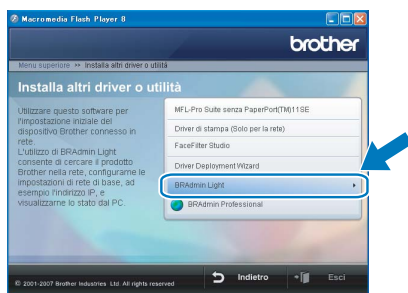 Macromedia Flash Player 8
brother
Menu superiore ›› Installa altri driver o utilità
Installa altri driver o utilità
Utilizzare questo software per
l'impostazione iniziale del
dispositivo Brother connesso in
rete.
L'utilizzo di BRAdmin Light
consente di cercare il prodotto
Brother nella rete, configurarne le
impostazioni di rete di base, ad
esempio l'indirizzo IP, e
visualizzarne lo stato dal PC.
MFL-Pro Suite senza PaperPort(TM)11SE
Driver di stampa (Solo per la rete)
FaceFilter Studio
Driver Deployment Wizard
BRAdmin Light
BRAdmin Professional
© 2001-2007 Brother Industries Ltd. All rights reserved
Indietro
Esci